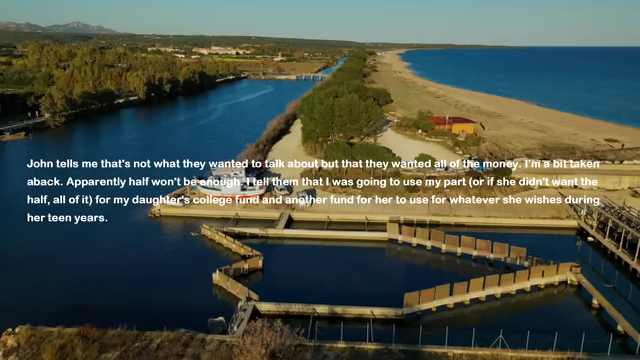 John tells me that's not what they wanted to talk about but that they wanted all of the money. I'm a bit taken
aback. Apparently half won't be enough. I tell them that I was going to use my part (or if she didn't want the
half, all of it) for my daughter's college fund and another fund for her to use for whatever she wishes during
her teen years.